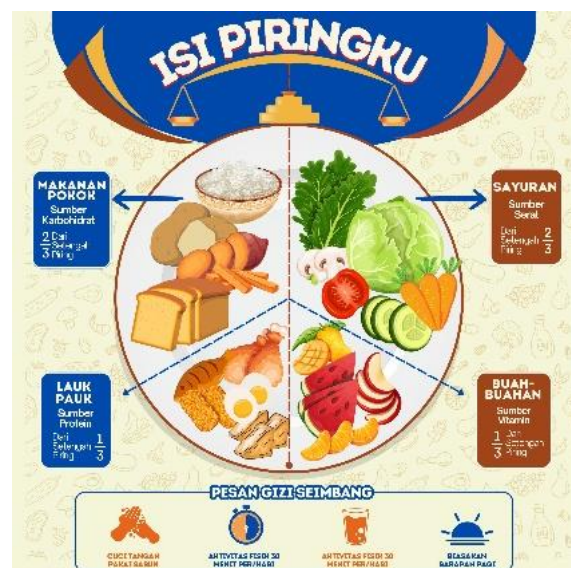 ISI PIRINGKU
MAKANAN
POKOK
Sumber
Karbohidrat
2/3 Dari
Setengah
Piring
SAYURAN
Sumber
Serat
Dari
Setengah
Piring 2/3
LAUK
PAUK
Sumber
Protein
Dari
Setengah
Piring 1/3
BUAH-
BUAHAN
Sumber
Vitamin
1/3 Dari
Setengah
Piring
PESAN GIZI SEIMBANG
CUCI TANGAN
PAKAI SABUN
AKTIVITAS FISIK 30
MENIT PER/HARI
AKTIVITAS FISIK 30
MENIT PER/HARI
BIASAKAN
SARAPAN PAGI